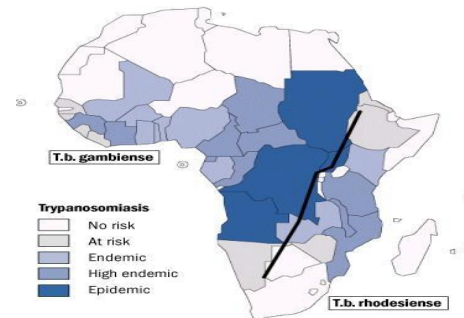 T.b. gambiense
Trypanosomiasis
No risk
At risk
Endemic
High endemic
Epidemic
T.b. rhodesiense